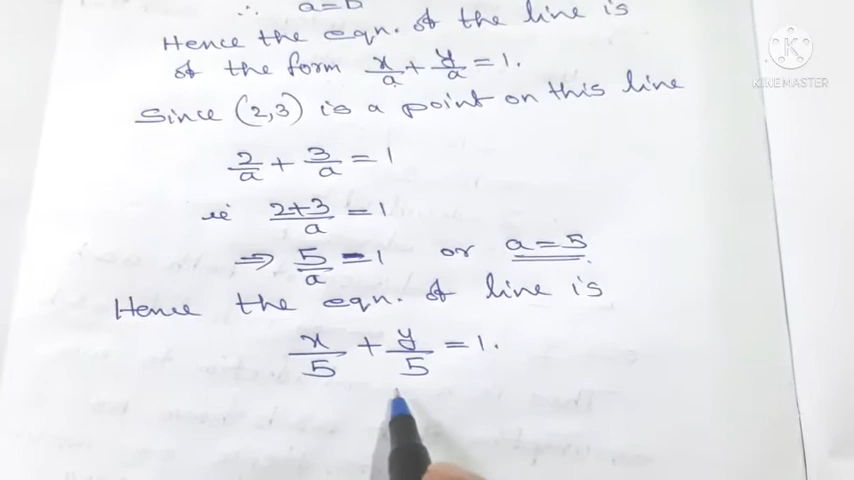 ∴ a=b
Hence the eqn. of the line is
of the form x/a + y/a = 1.
Since (2,3) is a point on this line
2/a + 3/a = 1
ie (2+3)/a = 1
⇒ 5/a = 1 or a = 5
Hence the eqn. of line is
x/5 + y/5 = 1.
KINEMASTER